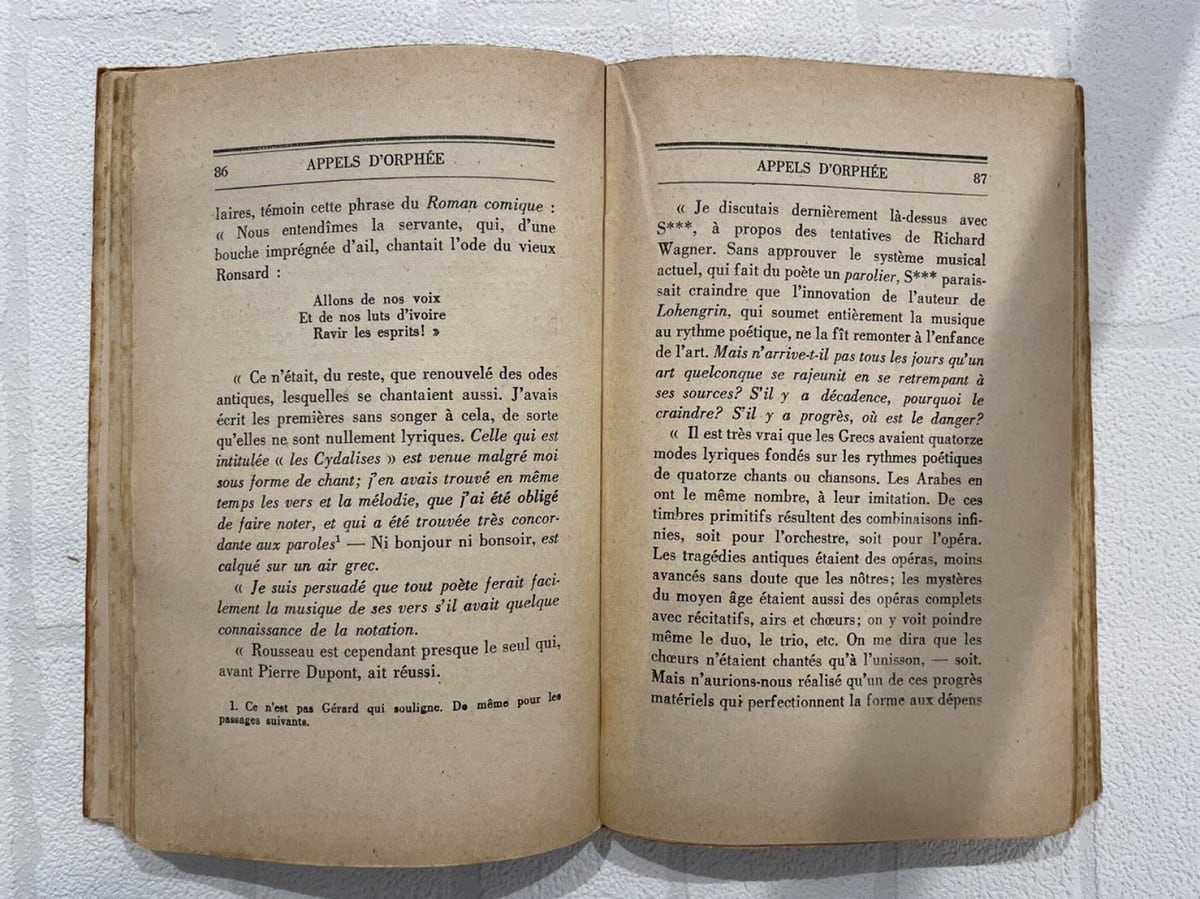 86
APPELS D'ORPHÉE
laires, témoin cette phrase du Roman comique :
« Nous entendîmes la servante, qui, d'une
bouche imprégnée d'ail, chantait l'ode du vieux
Ronsard :
Allons de nos voix
Et de nos luts d'ivoire
Ravir les esprits! »
« Ce n'était, du reste, que renouvelé des odes
antiques, lesquelles se chantaient aussi. J'avais
écrit les premières sans songer à cela, de sorte
qu'elles ne sont nullement lyriques. Celle qui est
intitulée « les Cydalises » est venue malgré moi
sous forme de chant; j'en avais trouvé en même
temps les vers et la mélodie, que j'ai été obligé
de faire noter, et qui a été trouvée très concor-
dante aux paroles¹ — Ni bonjour ni bonsoir, est
calqué sur un air grec.
« Je suis persuadé que tout poète ferait faci-
lement la musique de ses vers s'il avait quelque
connaissance de la notation.
« Rousseau est cependant presque le seul qui,
avant Pierre Dupont, ait réussi.
1. Ce n'est pas Gérard qui souligne. De même pour les
passages suivants.
APPELS D'ORPHÉE
87
« Je discutais dernièrement là-dessus avec
S***, à propos des tentatives de Richard
Wagner. Sans approuver le système musical
actuel, qui fait du poète un parolier, S*** parais-
sait craindre que l'innovation de l'auteur de
Lohengrin, qui soumet entièrement la musique
au rythme poétique, ne la fît remonter à l'enfance
de l'art. Mais n'arrive-t-il pas tous les jours qu'un
art quelconque se rajeunit en se retrempant à
ses sources? S'il y a décadence, pourquoi le
craindre? S'il y a progrès, où est le danger?
« Il est très vrai que les Grecs avaient quatorze
modes lyriques fondés sur les rythmes poétiques
de quatorze chants ou chansons. Les Arabes en
ont le même nombre, à leur imitation. De ces
timbres primitifs résultent des combinaisons infi-
nies, soit pour l'orchestre, soit pour l'opéra.
Les tragédies antiques étaient des opéras, moins
avancés sans doute que les nôtres; les mystères
du moyen âge étaient aussi des opéras complets
avec récitatifs, airs et chœurs; on y voit poindre
même le duo, le trio, etc. On me dira que les
chœurs n'étaient chantés qu'à l'unisson, — soit.
Mais n'aurions-nous réalisé qu'un de ces progrès
matériels qui perfectionnent la forme aux dépens